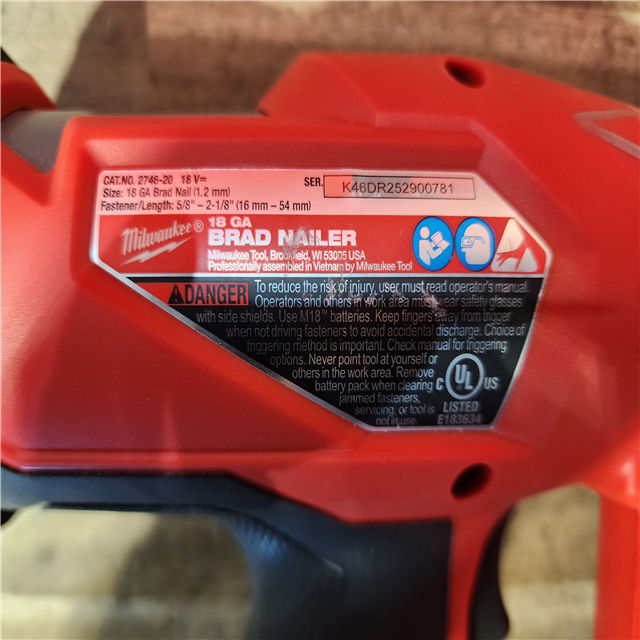 CAT.NO. 2746-20 18 V⎓
SER. K46DR252900781
Size: 18 GA Brad Nail (1.2 mm)
Fastener/Length: 5/8" – 2-1/8" (16 mm – 54 mm)
Milwaukee®
18 GA
BRAD NAILER
Milwaukee Tool, Brookfield, WI 53005 USA
Professionally assembled in Vietnam by Milwaukee Tool
DANGER To reduce the risk of injury, user must read operator's manual.
Operators and others in work area must wear safety glasses
with side shields. Use M18™ batteries. Keep fingers away from trigger
when not driving fasteners to avoid accidental discharge. Choice of
triggering method is important. Check manual for triggering
options. Never point tool at yourself or
others in the work area. Remove
battery pack when clearing
jammed fasteners,
servicing, or tool is
not in use.
C UL US
LISTED
E183634